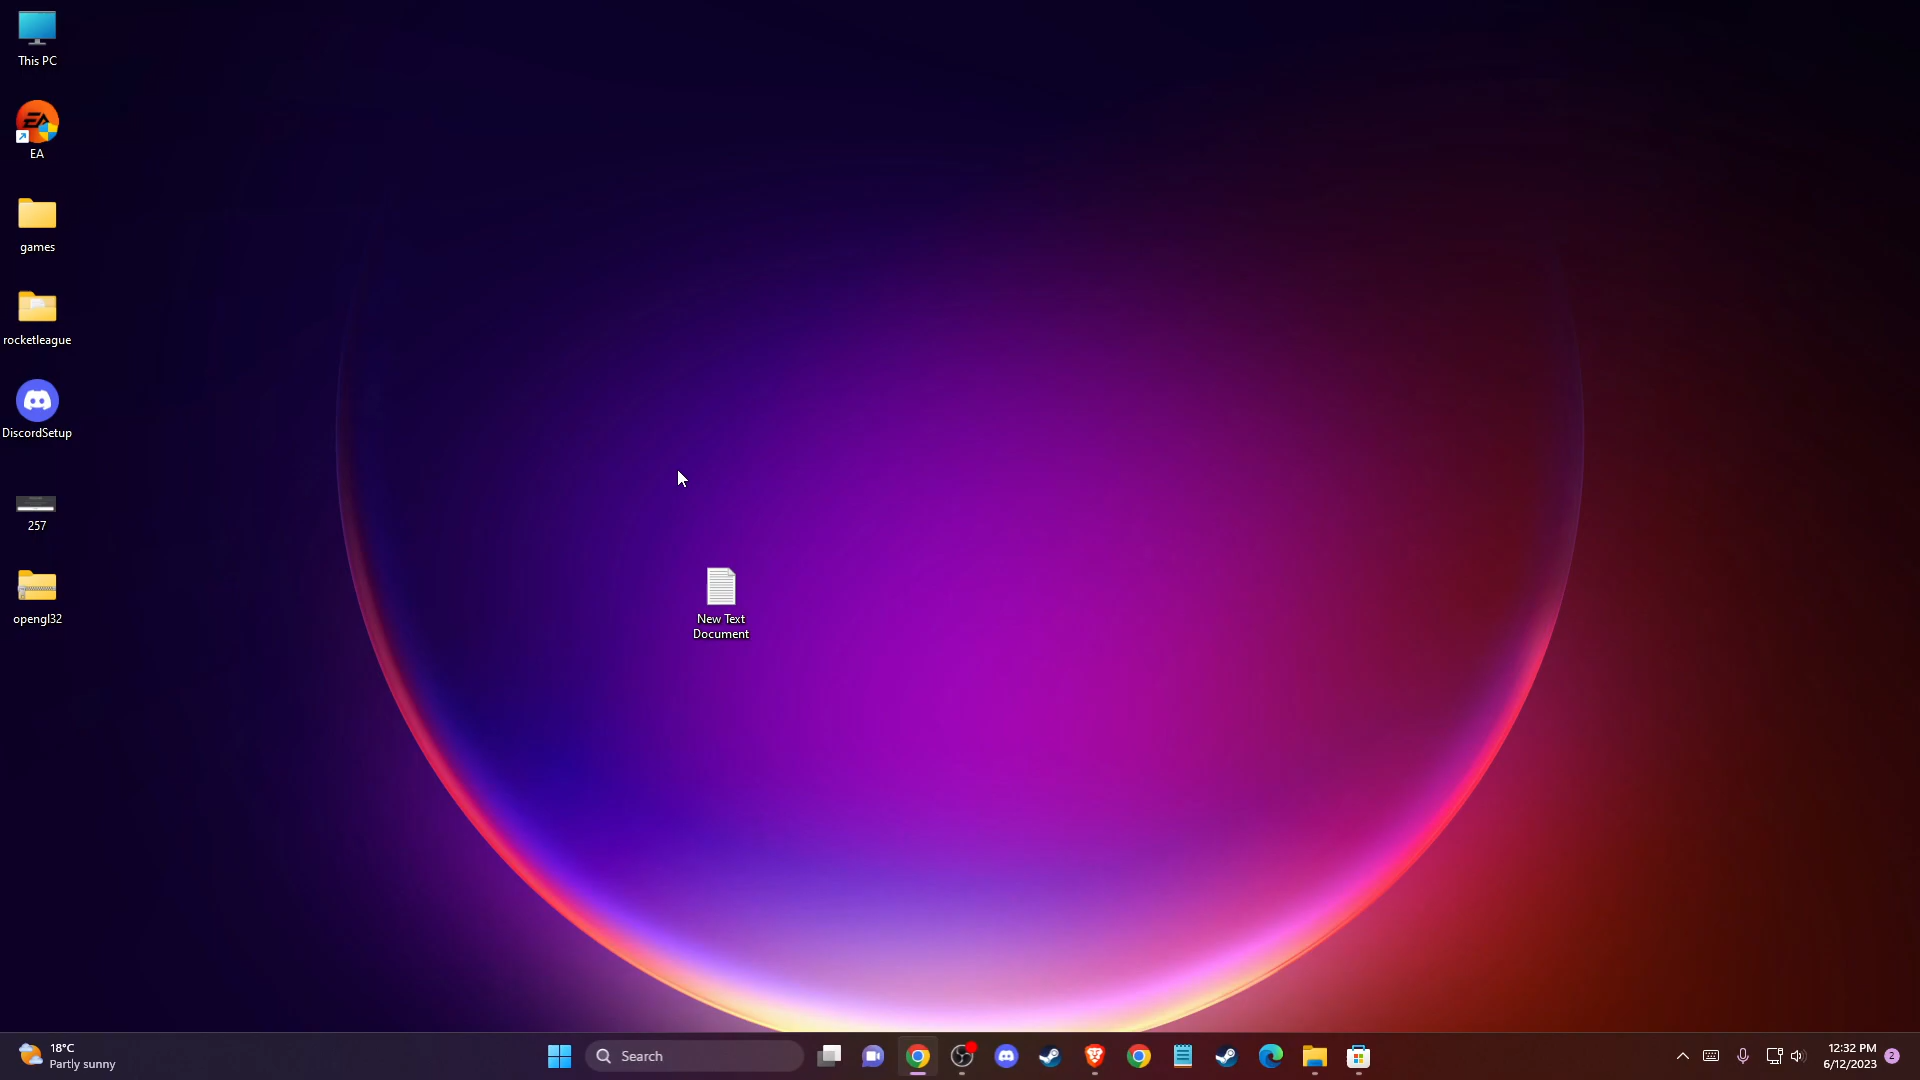 This PC
EA
games
rocketleague
DiscordSetup
257
opengl32
New Text
Document
18°C
Partly sunny
Search
12:32 PM
6/12/2023
2